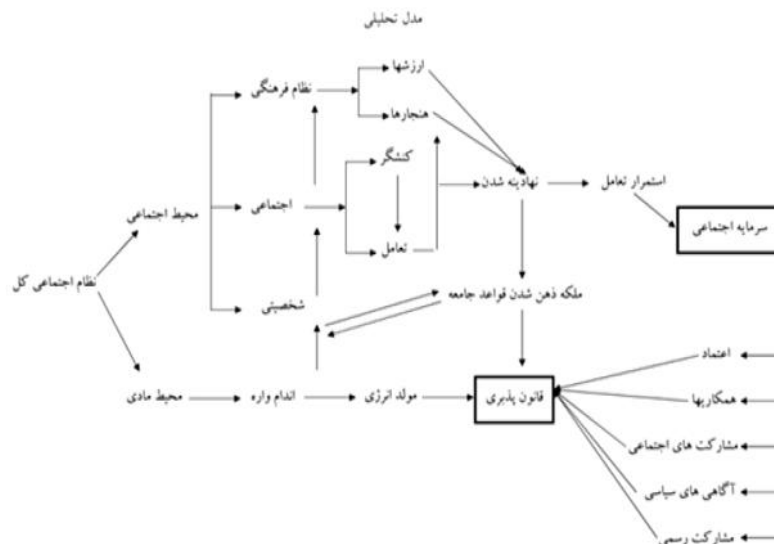 مدل تحلیلی
ارزشها
نظام فرهنگی
هنجارها
کنشگر
استمرار تعامل
نهادینه شدن
اجتماعی
محیط اجتماعی
سرمایه اجتماعی
تعامل
نظام اجتماعی کل
ملکه ذهن شدن قواعد جامعه
شخصیتی
اعتماد
محیط مادی
اندام واره
مولد انرژی
قانون پذیری
همکاریها
مشارکت های اجتماعی
آگاهی های سیاسی
مشارکت رسمی